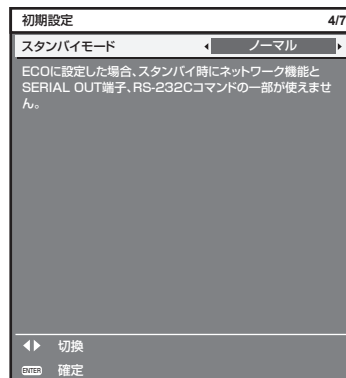 初期設定 4/7
スタンバイモード ノーマル
ECOに設定した場合、スタンバイ時にネットワーク機能と
SERIAL OUT端子、RS-232Cコマンドの一部が使えませ
ん。
切換
ENTER 確定